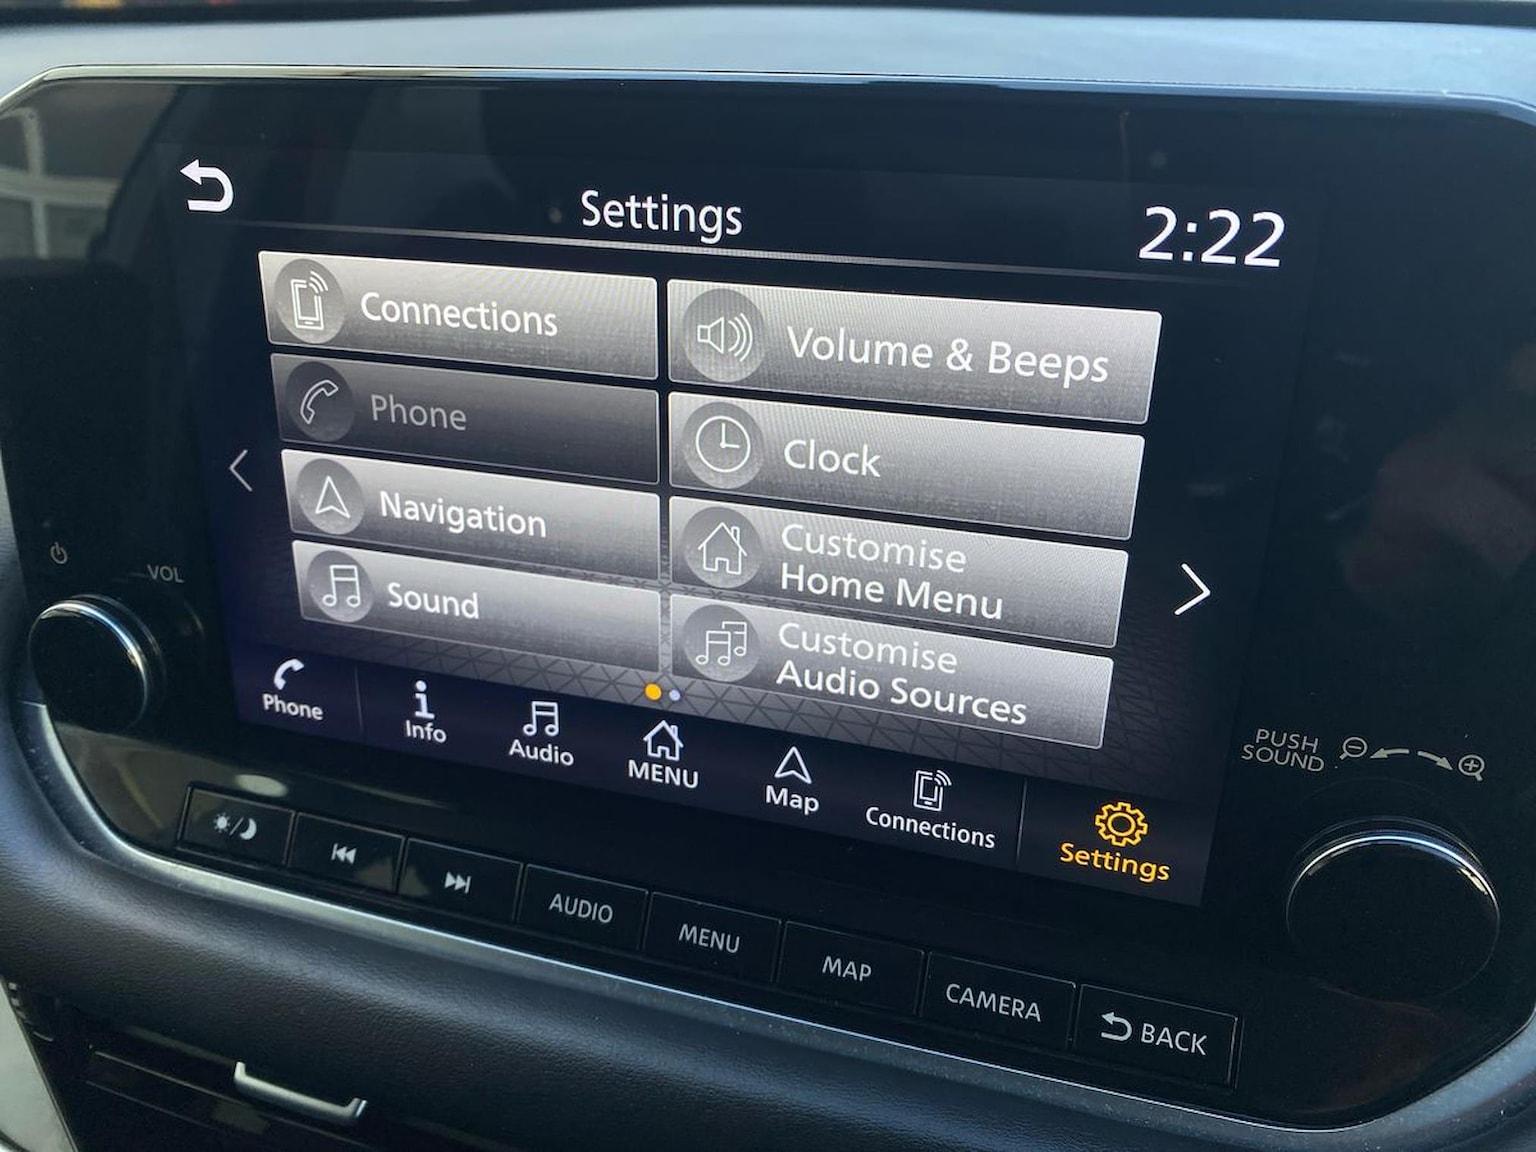 Settings
2:22
Connections
Volume & Beeps
Phone
Clock
Navigation
Customise
Home Menu
Sound
Customise
Audio Sources
VOL
Phone
Info
Audio
MENU
Map
Connections
Settings
PUSH
SOUND
AUDIO
MENU
MAP
CAMERA
BACK